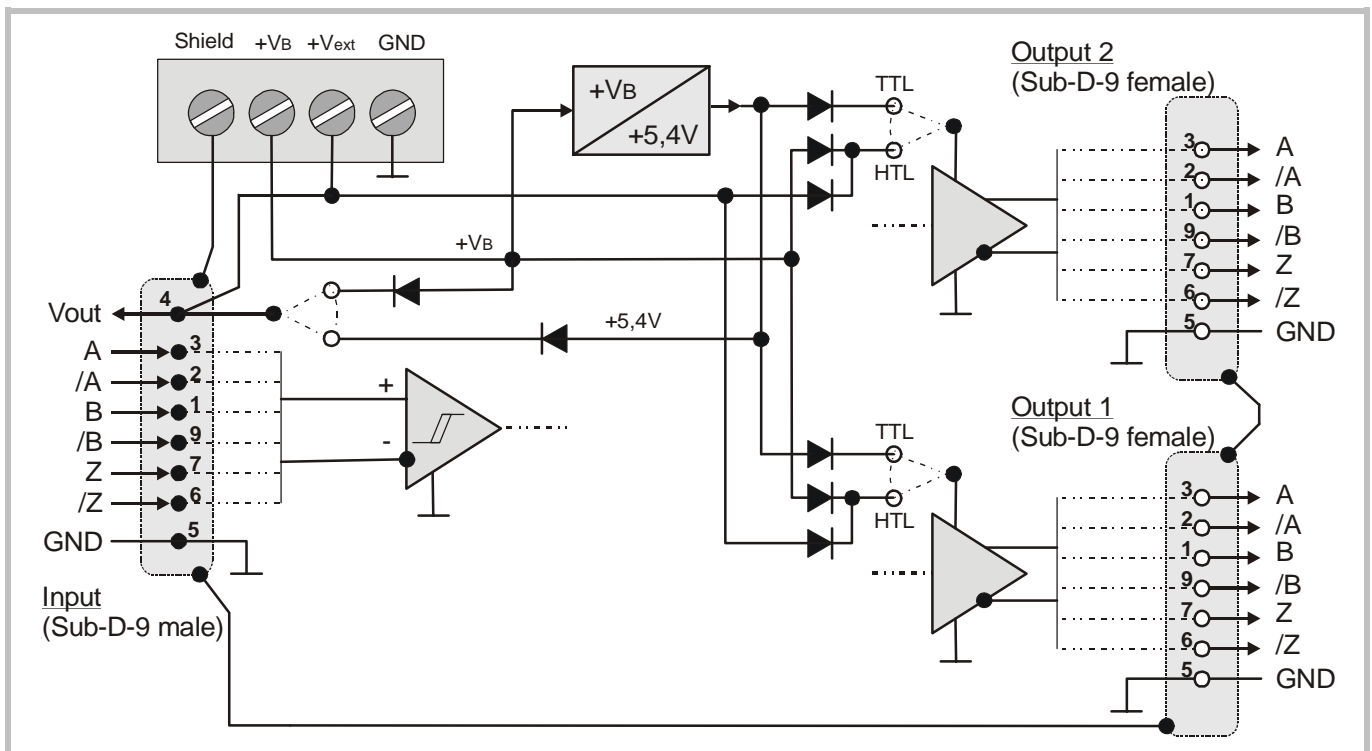 Shield +VB +Vext GND
+VB
+5,4V
TTL
HTL
Output 2
(Sub-D-9 female)
3 A
2 /A
1 B
9 /B
7 Z
6 /Z
5 GND
+VB
+5,4V
Vout 4
A 3
/A 2
B 1
/B 9
Z 7
/Z 6
GND 5
+
-
Input
(Sub-D-9 male)
TTL
HTL
Output 1
(Sub-D-9 female)
3 A
2 /A
1 B
9 /B
7 Z
6 /Z
5 GND